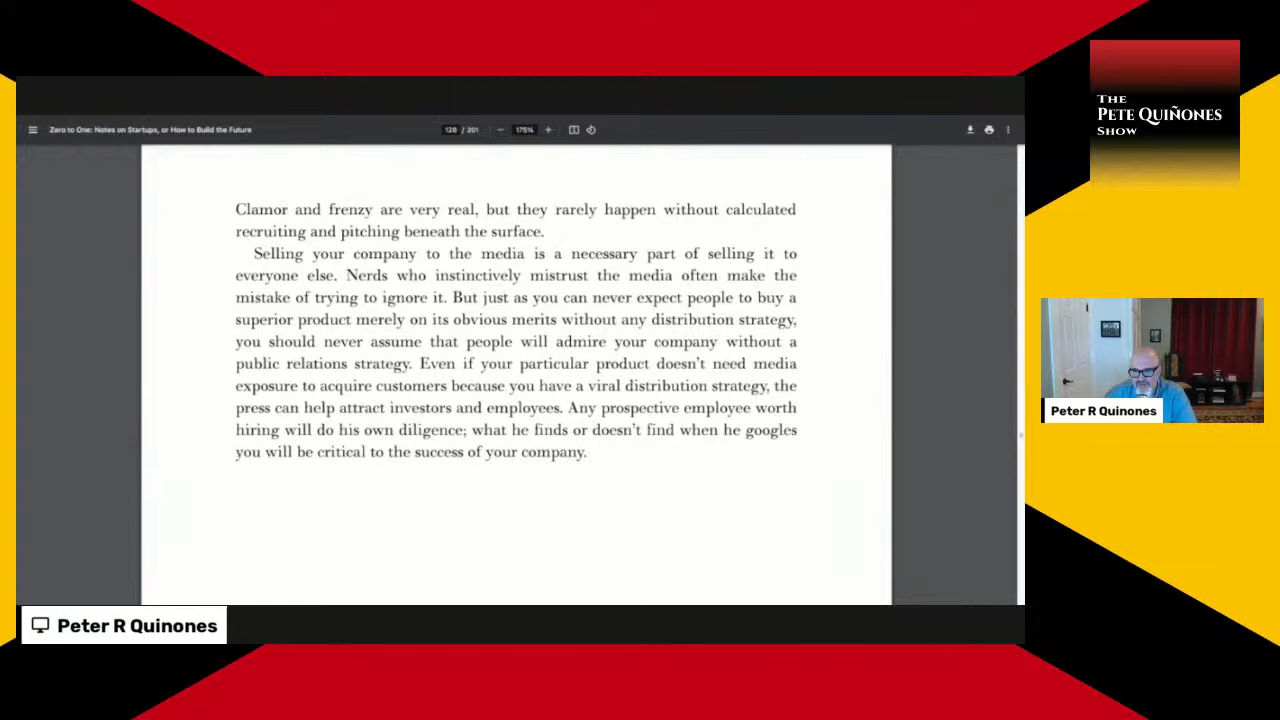 Zero to One: Notes on Startups, or How to Build the Future
128 / 201
175%
Clamor and frenzy are very real, but they rarely happen without calculated
recruiting and pitching beneath the surface.
Selling your company to the media is a necessary part of selling it to
everyone else. Nerds who instinctively mistrust the media often make the
mistake of trying to ignore it. But just as you can never expect people to buy a
superior product merely on its obvious merits without any distribution strategy,
you should never assume that people will admire your company without a
public relations strategy. Even if your particular product doesn't need media
exposure to acquire customers because you have a viral distribution strategy, the
press can help attract investors and employees. Any prospective employee worth
hiring will do his own diligence; what he finds or doesn't find when he googles
you will be critical to the success of your company.
Peter R Quinones
THE
PETE QUIÑONES
SHOW
Peter R Quinones